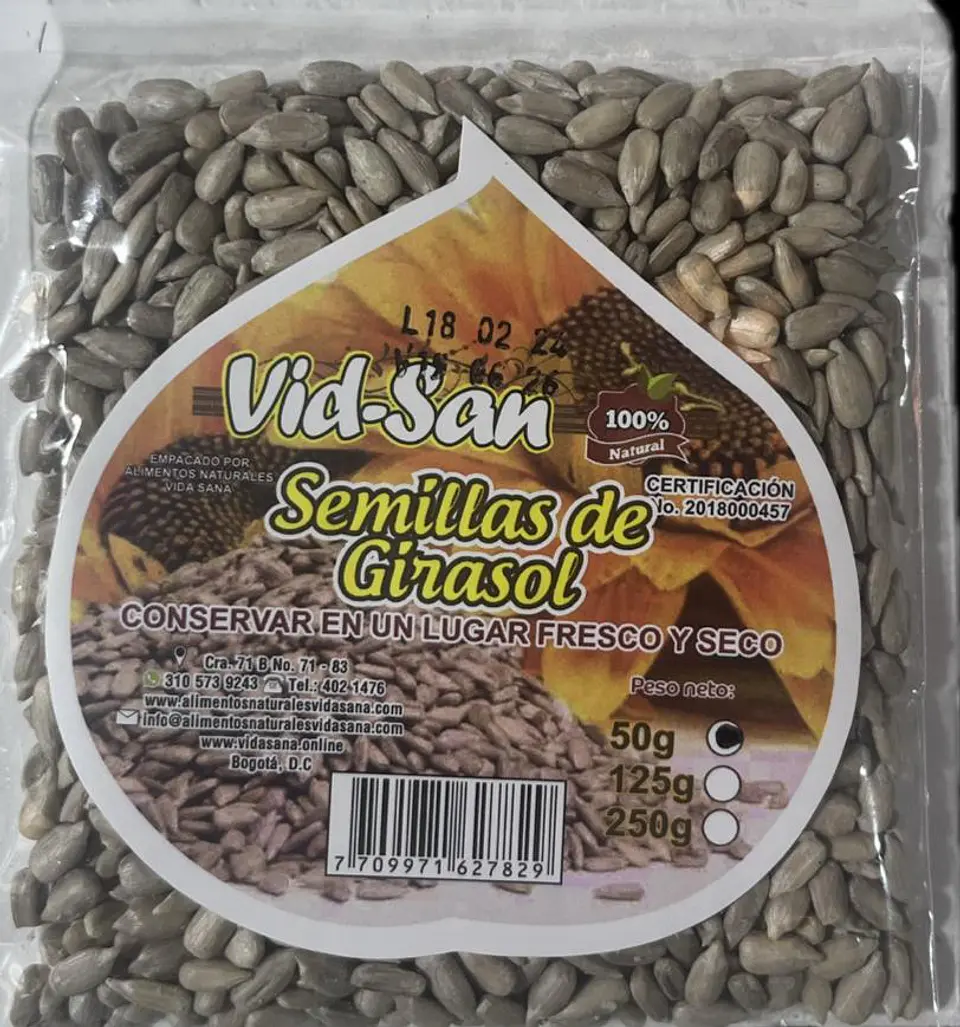 L18 02 24
Vid-San
100%
Natural
EMPACADO POR
ALIMENTOS NATURALES
VIDA SANA
CERTIFICACIÓN
No. 2018000457
Semillas de
Girasol
CONSERVAR EN UN LUGAR FRESCO Y SECO
Cra. 71 B No. 71 - 83
310 573 9243 Tel.: 402 1476
www.alimentosnaturalesvidasana.com
info@alimentosnaturalesvidasana.com
www.vidasana.online
Bogotá, D.C
Peso neto:
50g
125g
250g
7 709971 627829